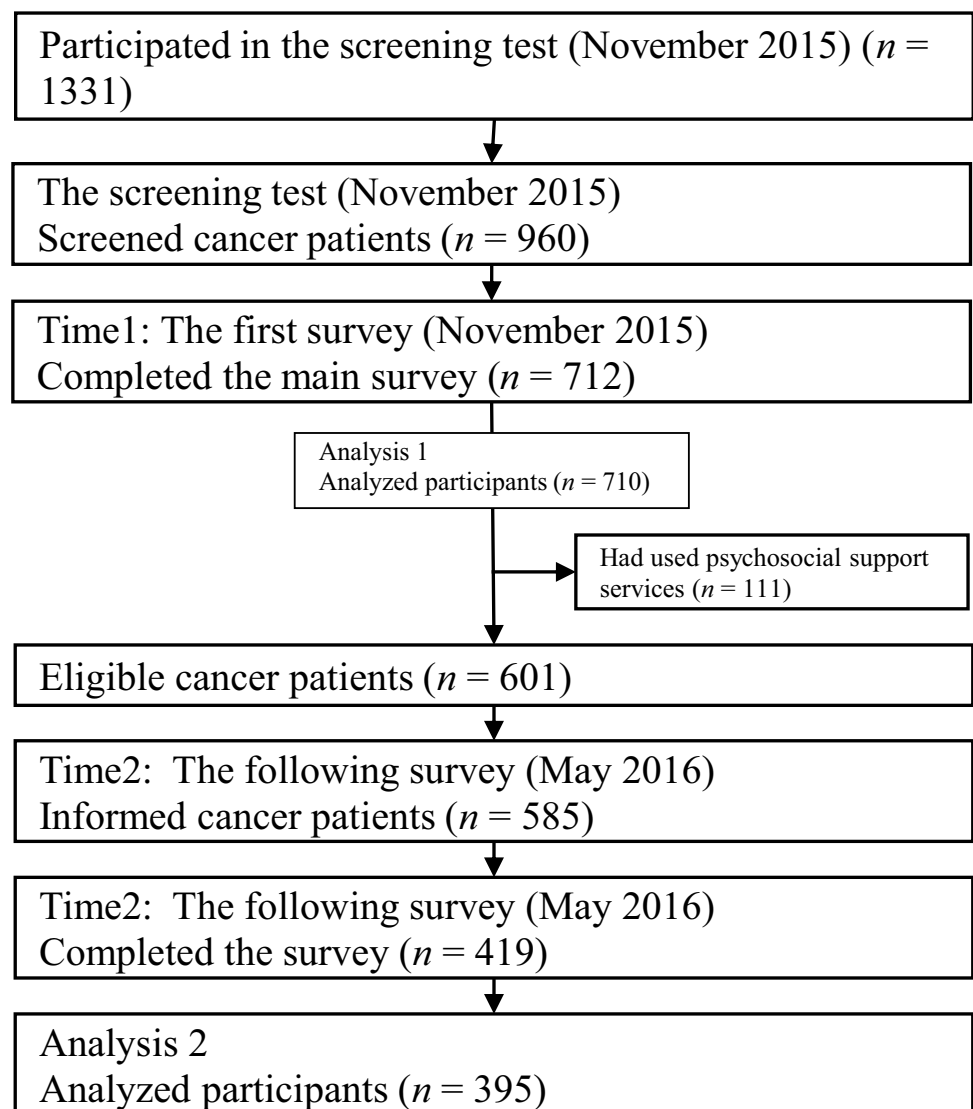 Participated in the screening test (November 2015) (n =
1331)
The screening test (November 2015)
Screened cancer patients (n = 960)
Time1: The first survey (November 2015)
Completed the main survey (n = 712)
Analysis 1
Analyzed participants (n = 710)
Had used psychosocial support
services (n = 111)
Eligible cancer patients (n = 601)
Time2:  The following survey (May 2016)
Informed cancer patients (n = 585)
Time2:  The following survey (May 2016)
Completed the survey (n = 419)
Analysis 2
Analyzed participants (n = 395)